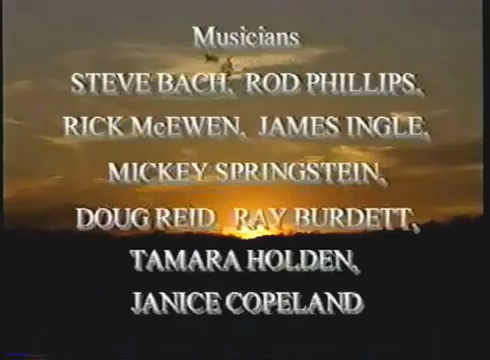 Musicians
STEVE BACH, ROD PHILLIPS,
RICK McEWEN, JAMES INGLE,
MICKEY SPRINGSTEIN,
DOUG REID, RAY BURDETT,
TAMARA HOLDEN,
JANICE COPELAND